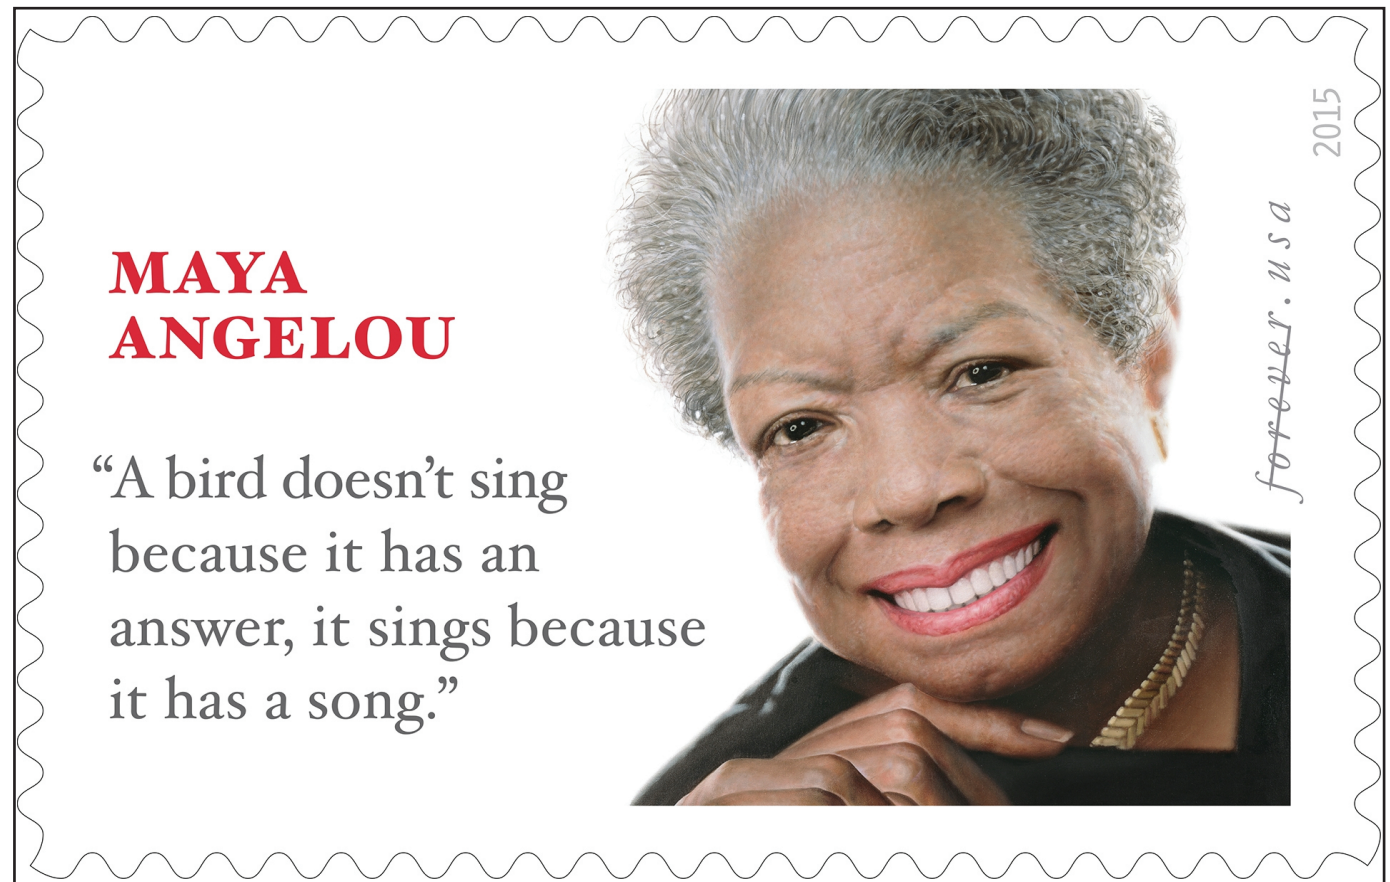 MAYA
ANGELOU
“A bird doesn’t sing
because it has an
answer, it sings because
it has a song.”
forever.usa
2015